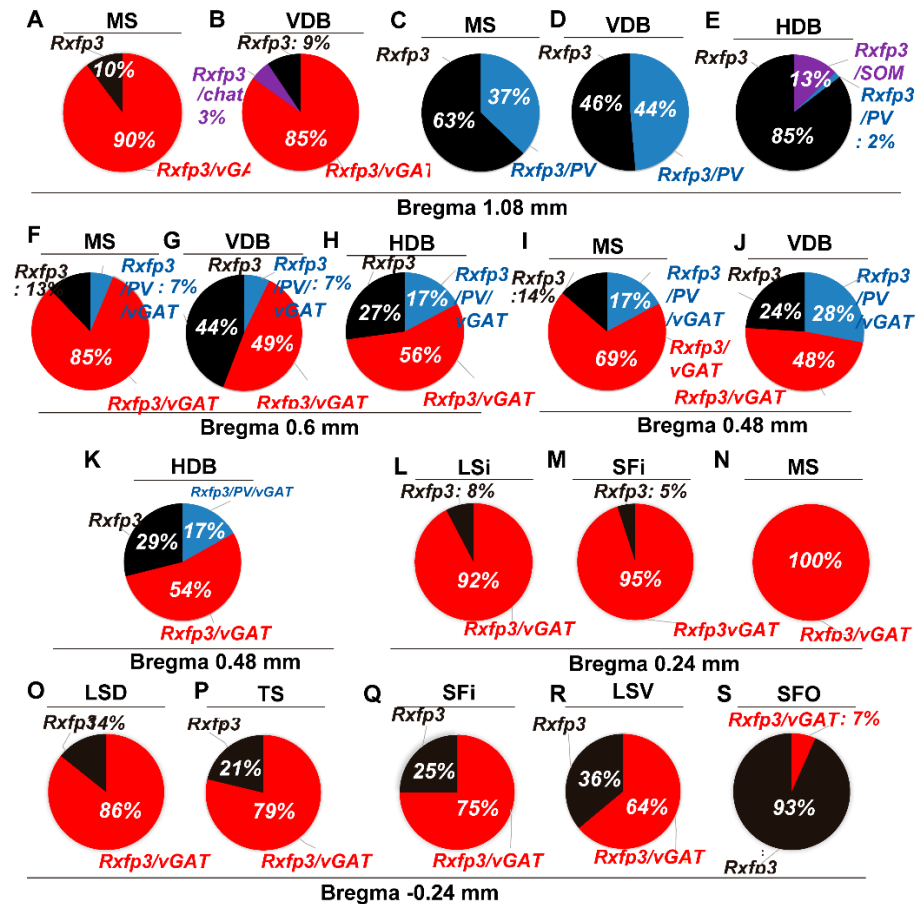 A MS
Rxfp3
10%
90%
Rxfp3/vGA
B VDB
Rxfp3: 9%
Rxfp3
/chat
3%
85%
Rxfp3/vGAT
C MS
Rxfp3
37%
63%
Rxfp3/PV
D VDB
Rxfp3
46%
44%
Rxfp3/PV
E HDB
Rxfp3
Rxfp3
/SOM
13%
Rxfp3
/PV
: 2%
85%
Bregma 1.08 mm
F MS
Rxfp3
: 13%
Rxfp3
/PV : 7%
/vGAT
85%
Rxfp3/vGAT
G VDB
Rxfp3
Rxfp3
/PV/ : 7%
vGAT
44%
49%
Rxfp3/vGAT
H HDB
Rxfp3
Rxfp3
/PV/
vGAT
27%
17%
56%
Rxfp3/vGAT
Bregma 0.6 mm
I MS
Rxfp3
:14%
Rxfp3
/PV
/vGAT
17%
69%
Rxfp3/
vGAT
J VDB
Rxfp3
Rxfp3
/PV
/vGAT
24%
28%
48%
Rxfp3/vGAT
Bregma 0.48 mm
K HDB
Rxfp3/PV/vGAT
Rxfp3
29%
17%
54%
Rxfp3/vGAT
Bregma 0.48 mm
L LSi
Rxfp3: 8%
92%
Rxfp3/vGAT
M SFi
Rxfp3: 5%
95%
Rxfp3vGAT
N MS
100%
Rxfp3/vGAT
Bregma 0.24 mm
O LSD
Rxfp3
14%
86%
Rxfp3/vGAT
P TS
Rxfp3
21%
79%
Rxfp3/vGAT
Q SFi
Rxfp3
25%
75%
Rxfp3/vGAT
R LSV
Rxfp3
36%
64%
Rxfp3/vGAT
S SFO
Rxfp3/vGAT: 7%
93%
:
Rxfp3
Bregma -0.24 mm